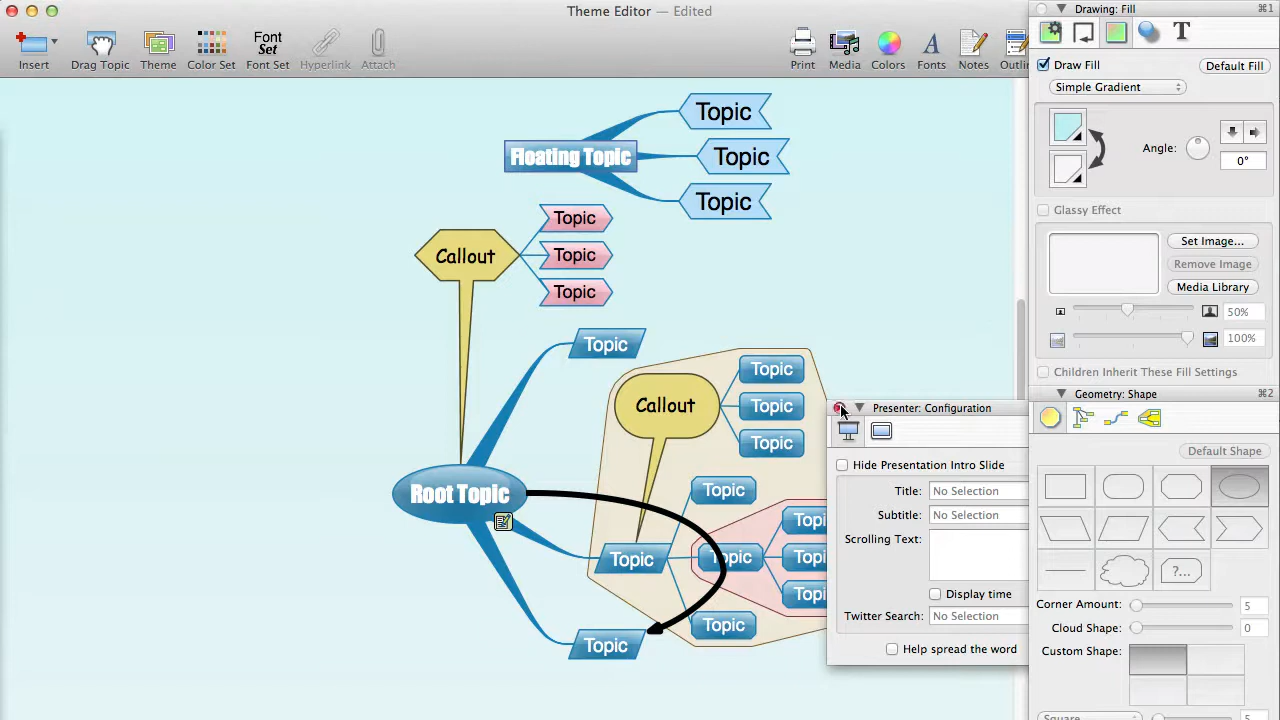 Theme Editor — Edited
Insert
Drag Topic
Theme
Color Set
Font Set
Font Set
Hyperlink
Attach
Print
Media
Colors
Fonts
Notes
Drawing: Fill
⌘1
Draw Fill
Default Fill
Simple Gradient
Angle:
0°
Glassy Effect
Set Image...
Remove Image
Media Library
50%
100%
Children Inherit These Fill Settings
Geometry: Shape
⌘2
Default Shape
?...
Corner Amount:
5
Cloud Shape:
0
Custom Shape:
Square
5
Floating Topic
Topic
Topic
Topic
Callout
Topic
Topic
Topic
Topic
Callout
Topic
Topic
Topic
Root Topic
Topic
Topic
Topic
Topi
Topi
Topi
Topic
Topic
Presenter: Configuration
Hide Presentation Intro Slide
Title:
No Selection
Subtitle:
No Selection
Scrolling Text:
Display time
Twitter Search:
No Selection
Help spread the word